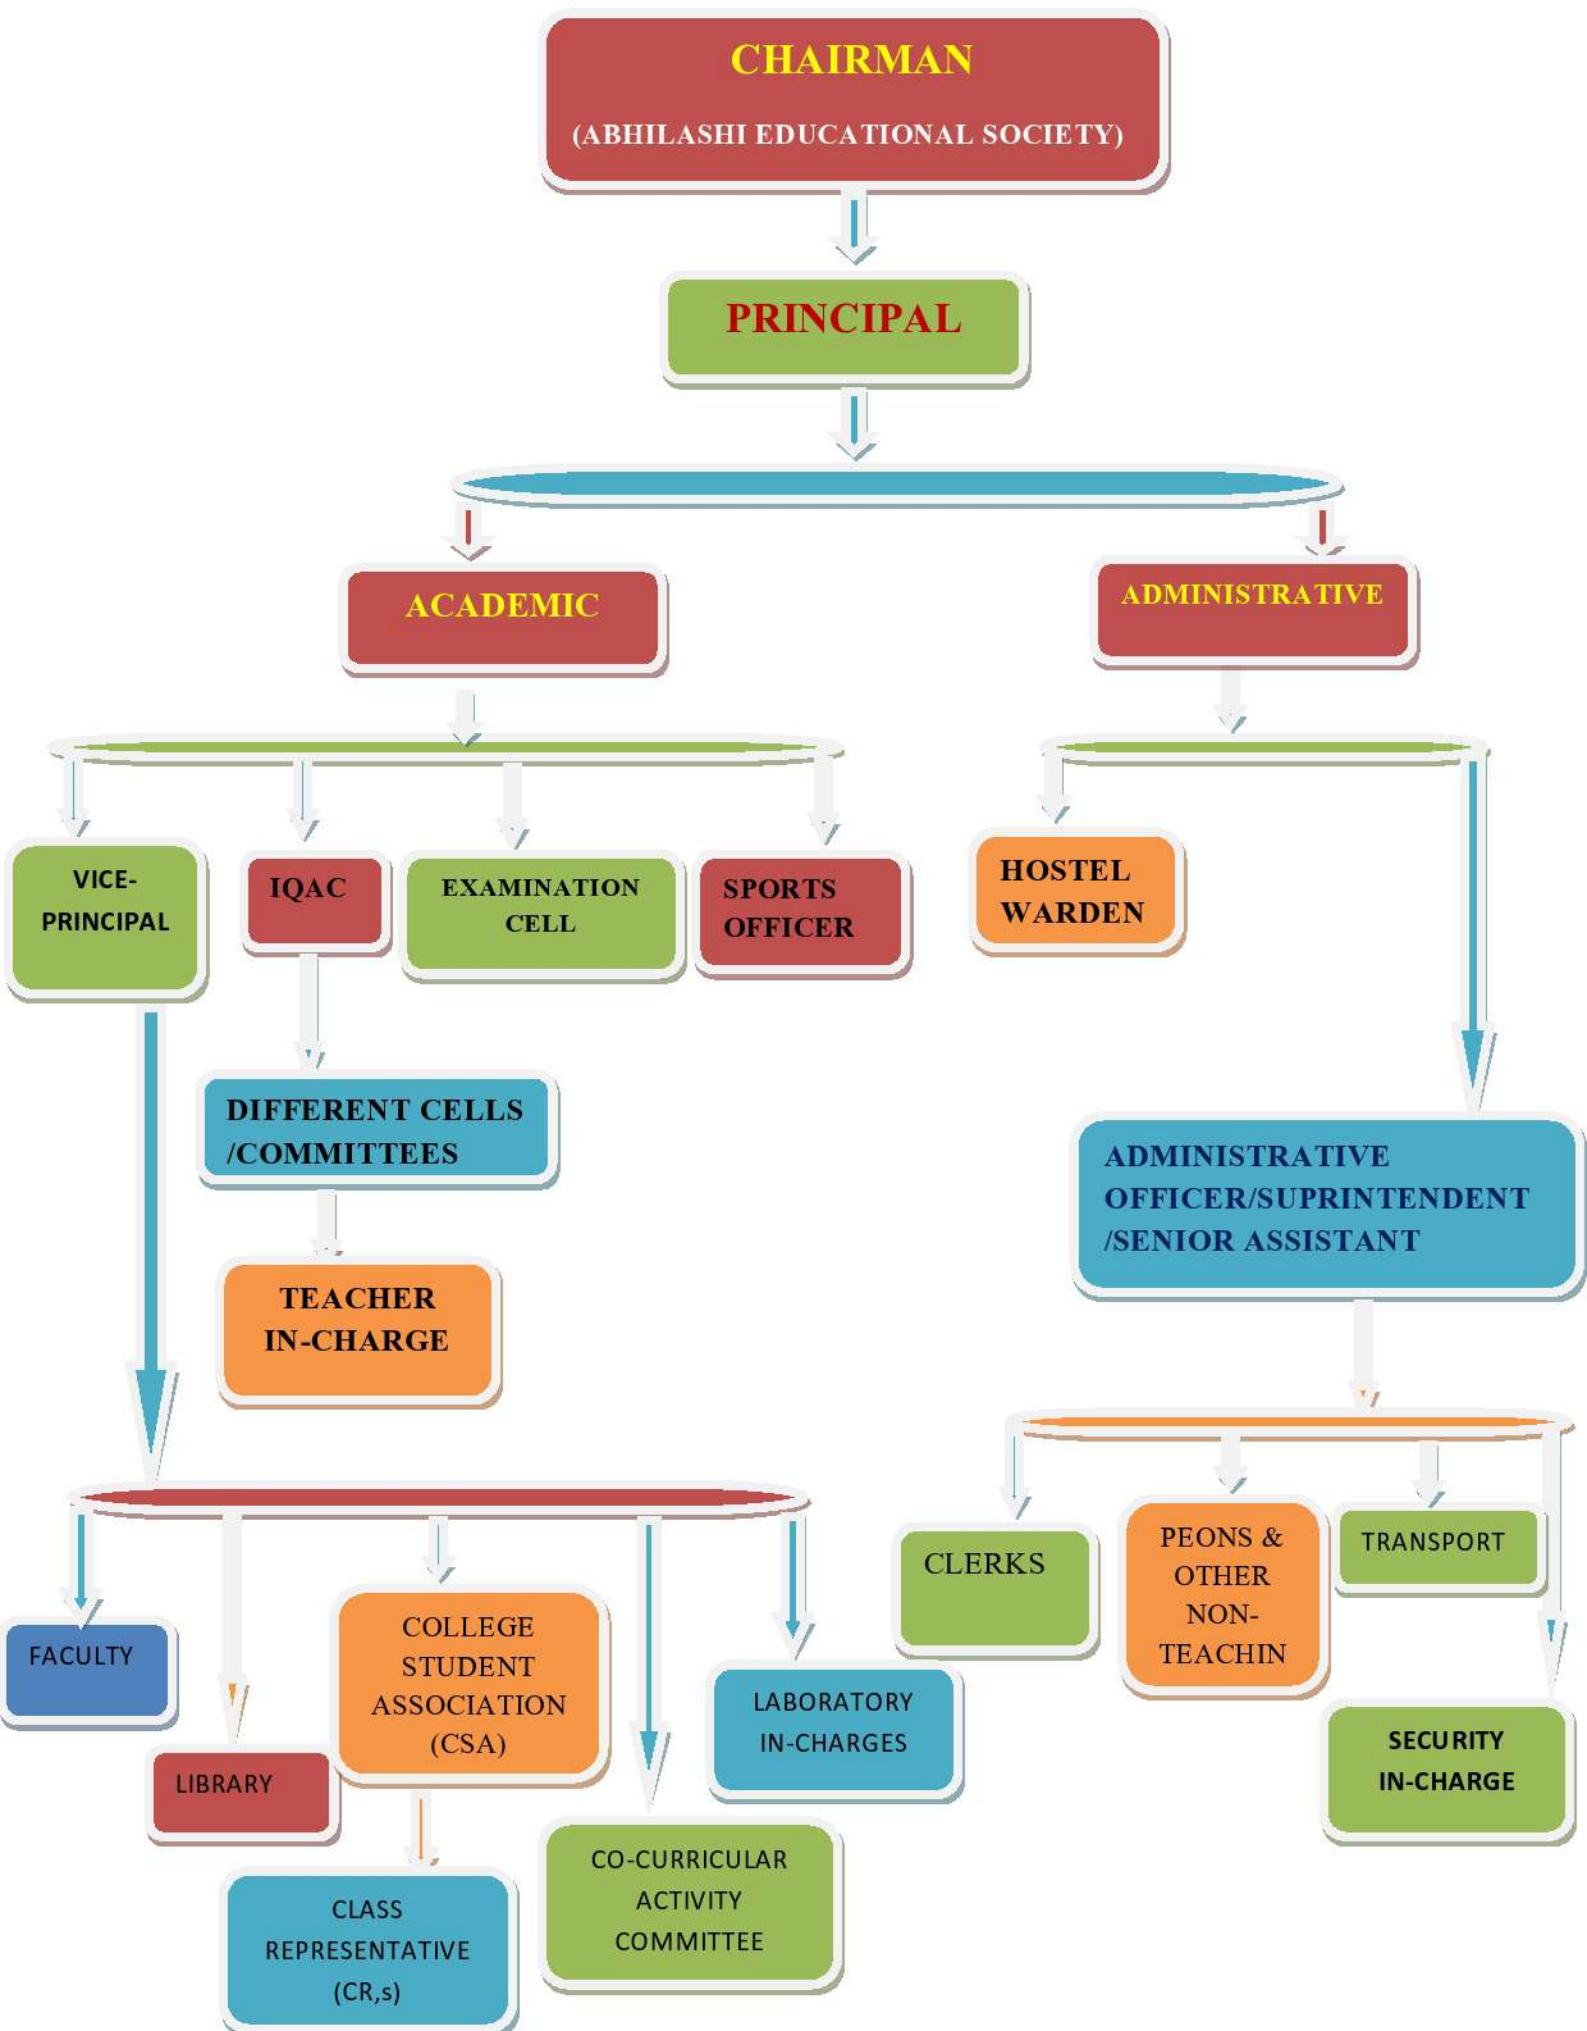 CHAIRMAN
(ABHILASHI EDUCATIONAL SOCIETY)
PRINCIPAL
ACADEMIC
ADMINISTRATIVE
VICE-
PRINCIPAL
IQAC
EXAMINATION
CELL
SPORTS
OFFICER
HOSTEL
WARDEN
DIFFERENT CELLS
/COMMITTEES
TEACHER
IN-CHARGE
ADMINISTRATIVE
OFFICER/SUPRINTENDENT
/SENIOR ASSISTANT
FACULTY
LIBRARY
COLLEGE
STUDENT
ASSOCIATION
(CSA)
CLASS
REPRESENTATIVE
(CR,s)
CO-CURRICULAR
ACTIVITY
COMMITTEE
LABORATORY
IN-CHARGES
CLERKS
PEONS &
OTHER
NON-
TEACHIN
TRANSPORT
SECURITY
IN-CHARGE